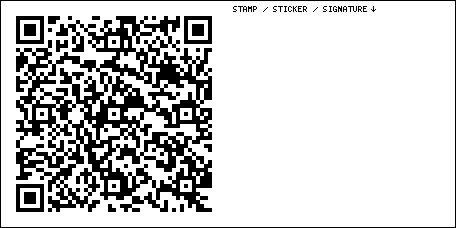 STAMP / STICKER / SIGNATURE ↓